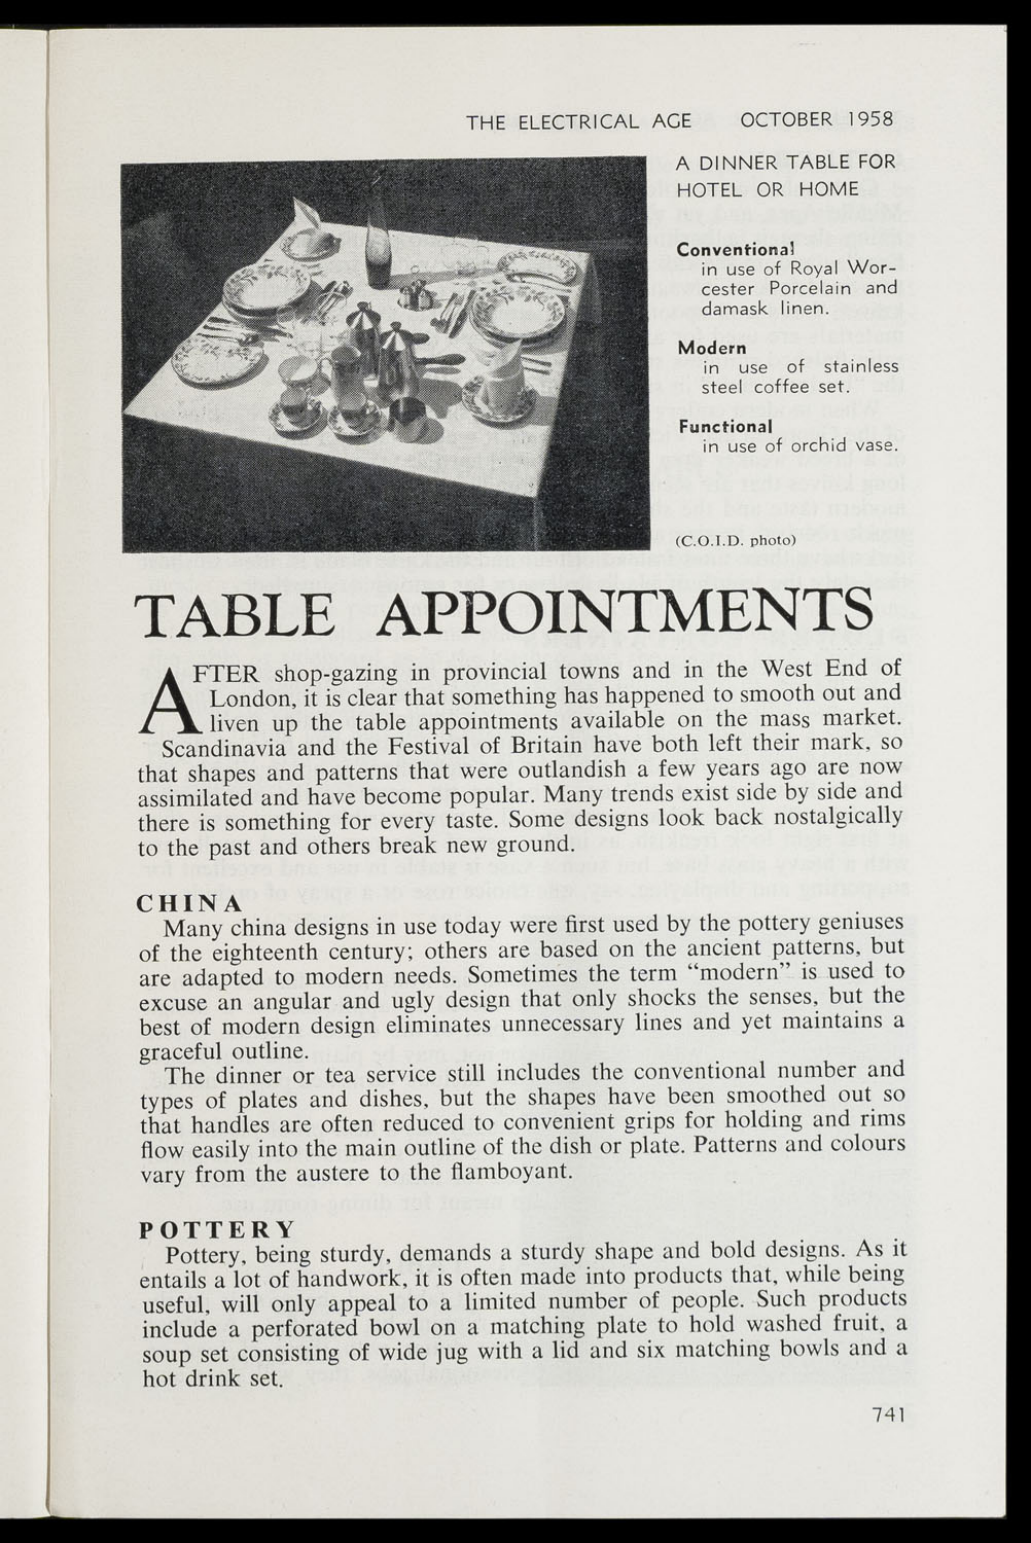 THE ELECTRICAL AGE OCTOBER 1958
A DINNER TABLE FOR
HOTEL OR HOME
Conventional
in use of Royal Wor-
cester Porcelain and
damask linen.
Modern
in use of stainless
steel coffee set.
Functional
in use of orchid vase.
(C.O.I.D. photo)
TABLE APPOINTMENTS
AFTER shop-gazing in provincial towns and in the West End of
London, it is clear that something has happened to smooth out and
liven up the table appointments available on the mass market.
Scandinavia and the Festival of Britain have both left their mark, so
that shapes and patterns that were outlandish a few years ago are now
assimilated and have become popular. Many trends exist side by side and
there is something for every taste. Some designs look back nostalgically
to the past and others break new ground.
CHINA
Many china designs in use today were first used by the pottery geniuses
of the eighteenth century; others are based on the ancient patterns, but
are adapted to modern needs. Sometimes the term “modern” is used to
excuse an angular and ugly design that only shocks the senses, but the
best of modern design eliminates unnecessary lines and yet maintains a
graceful outline.
The dinner or tea service still includes the conventional number and
types of plates and dishes, but the shapes have been smoothed out so
that handles are often reduced to convenient grips for holding and rims
flow easily into the main outline of the dish or plate. Patterns and colours
vary from the austere to the flamboyant.
POTTERY
Pottery, being sturdy, demands a sturdy shape and bold designs. As it
entails a lot of handwork, it is often made into products that, while being
useful, will only appeal to a limited number of people. Such products
include a perforated bowl on a matching plate to hold washed fruit, a
soup set consisting of wide jug with a lid and six matching bowls and a
hot drink set.
741